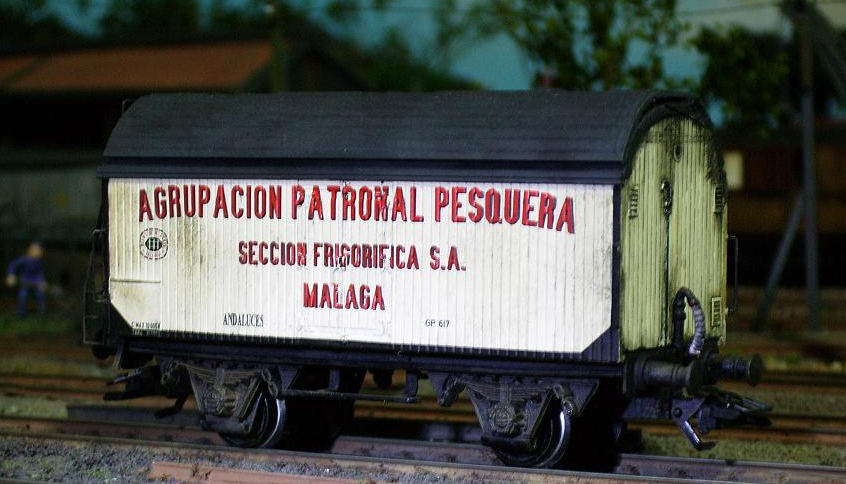 AGRUPACION PATRONAL PESQUERA
SECCION FRIGORIFICA S.A.
MALAGA
ANDALUCES
GP 617